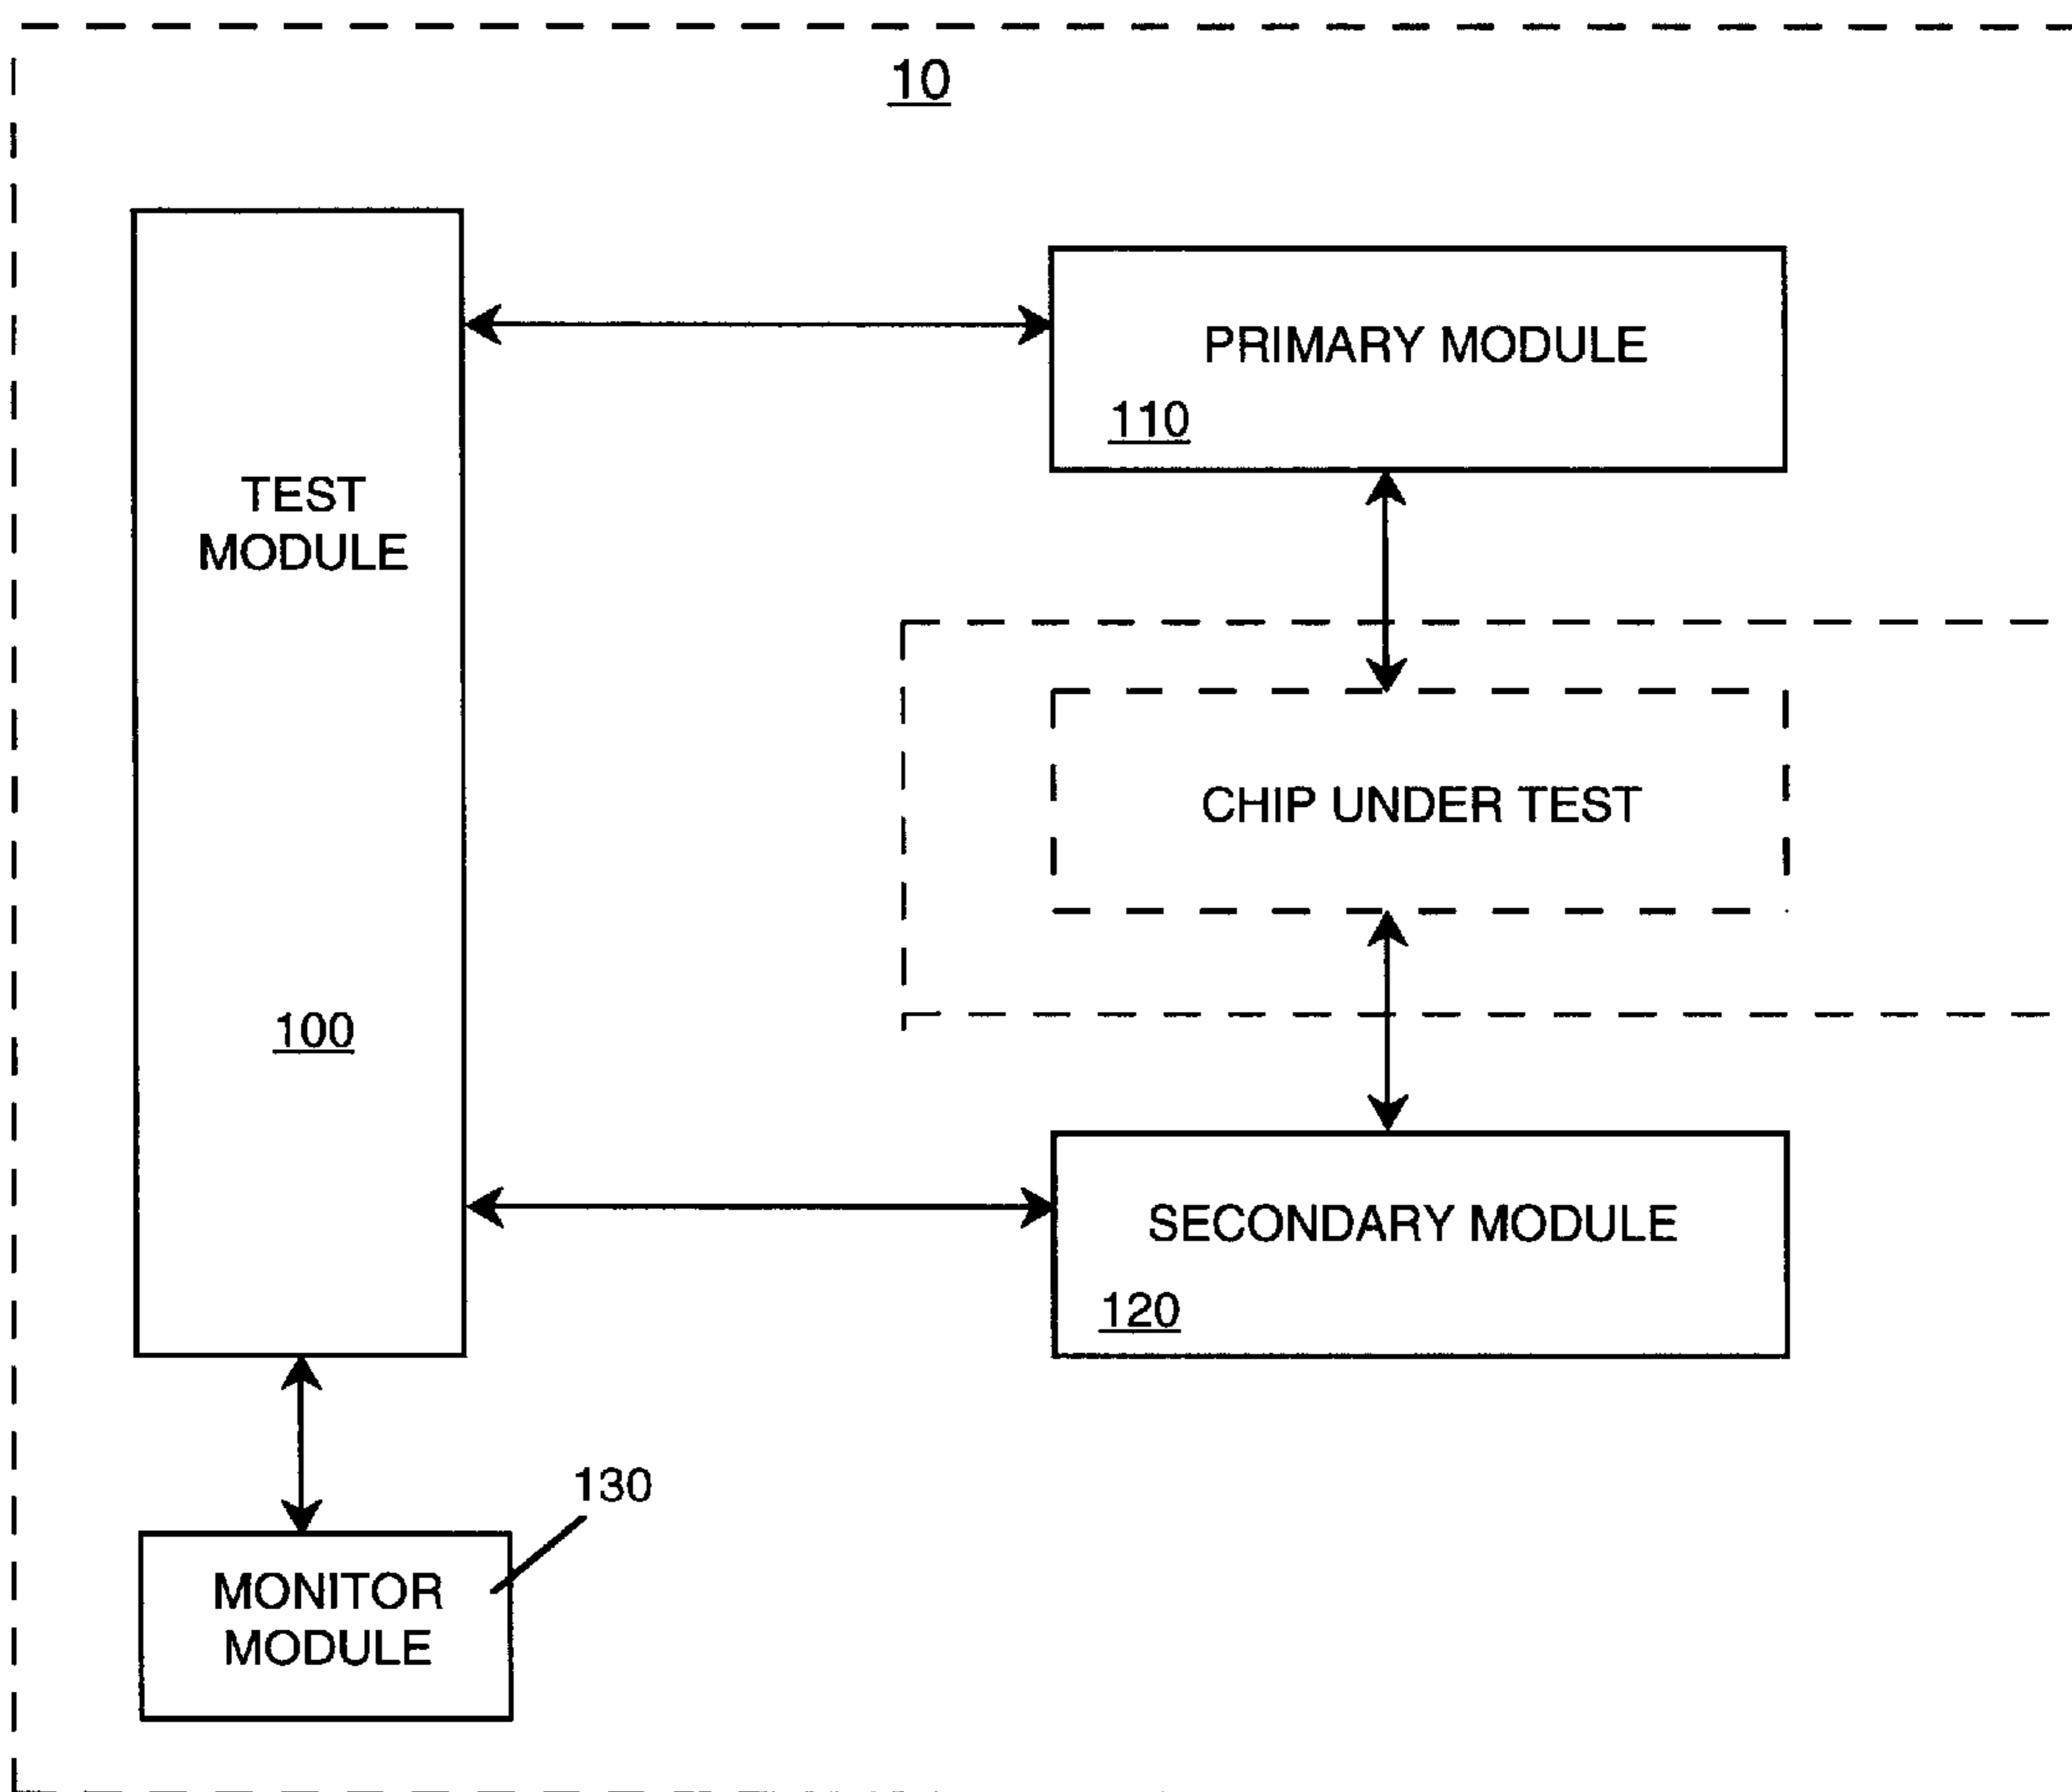 10
PRIMARY MODULE
110
TEST
MODULE
CHIP UNDER TEST
100
SECONDARY MODULE
120
130
MONITOR
MODULE